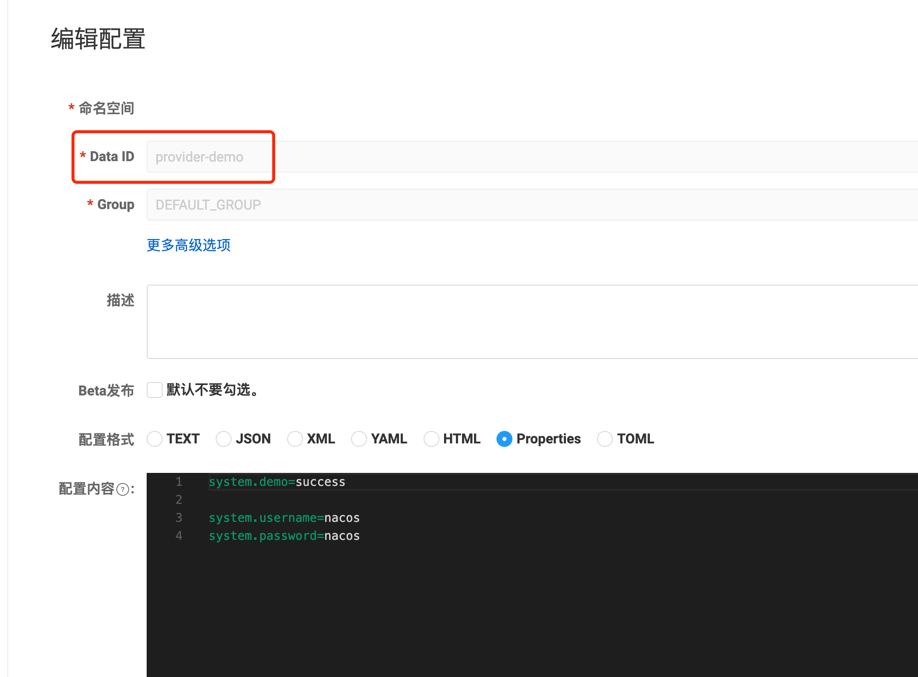 编辑配置
* 命名空间
* Data ID provider-demo
* Group DEFAULT_GROUP
更多高级选项
描述
Beta发布 默认不要勾选。
配置格式 TEXT JSON XML YAML HTML Properties TOML
配置内容?: 1 system.demo=success
2
3 system.username=nacos
4 system.password=nacos